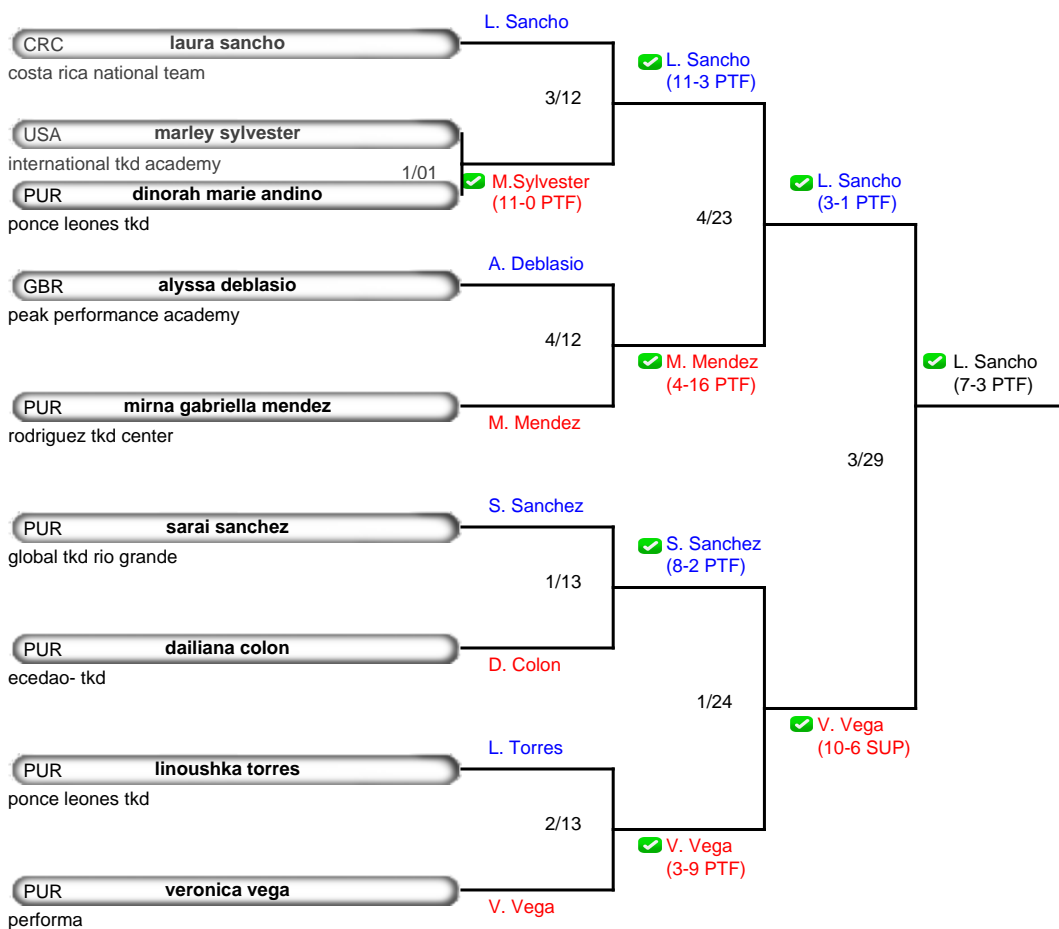 L. Sancho
CRC laura sancho
costa rica national team
L. Sancho
(11-3 PTF)
3/12
USA marley sylvester
international tkd academy
1/01
M.Sylvester
(11-0 PTF)
PUR dinorah marie andino
ponce leones tkd
L. Sancho
(3-1 PTF)
4/23
A. Deblasio
GBR alyssa deblasio
peak performance academy
4/12
M. Mendez
(4-16 PTF)
PUR mirna gabriella mendez
rodriguez tkd center
M. Mendez
L. Sancho
(7-3 PTF)
3/29
S. Sanchez
PUR sarai sanchez
global tkd rio grande
S. Sanchez
(8-2 PTF)
1/13
PUR dailiana colon
ecedao- tkd
D. Colon
1/24
V. Vega
(10-6 SUP)
L. Torres
PUR linoushka torres
ponce leones tkd
2/13
V. Vega
(3-9 PTF)
PUR veronica vega
performa
V. Vega